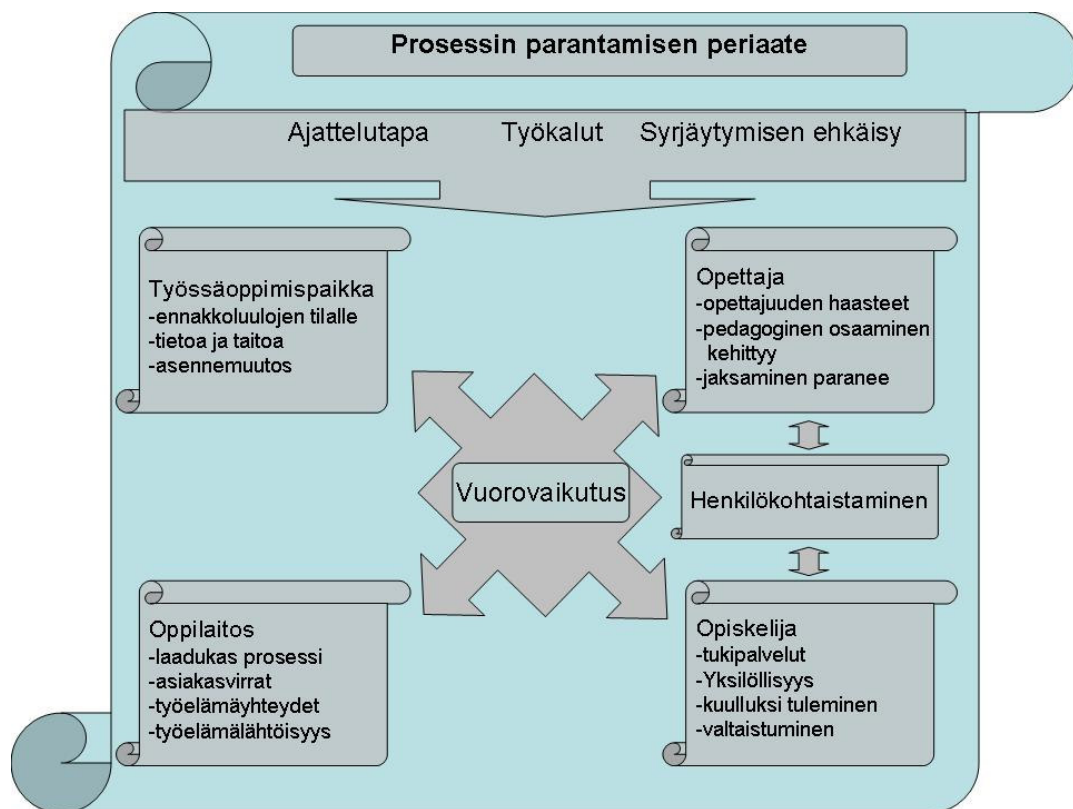 Prosessin parantamisen periaate
Ajattelutapa Työkalut Syrjäytymisen ehkäisy
Työssäoppimispaikka
-ennakkoluulojen tilalle
-tietoa ja taitoa
-asennemuutos
Opettaja
-opettajuuden haasteet
-pedagoginen osaaminen
kehittyy
-jaksaminen paranee
Vuorovaikutus
Henkilökohtaistaminen
Oppilaitos
-laadukas prosessi
-asiakasvirrat
-työelämäyhteydet
-työelämälähtöisyys
Opiskelija
-tukipalvelut
-Yksilöllisyys
-kuulluksi tuleminen
-valtaistuminen